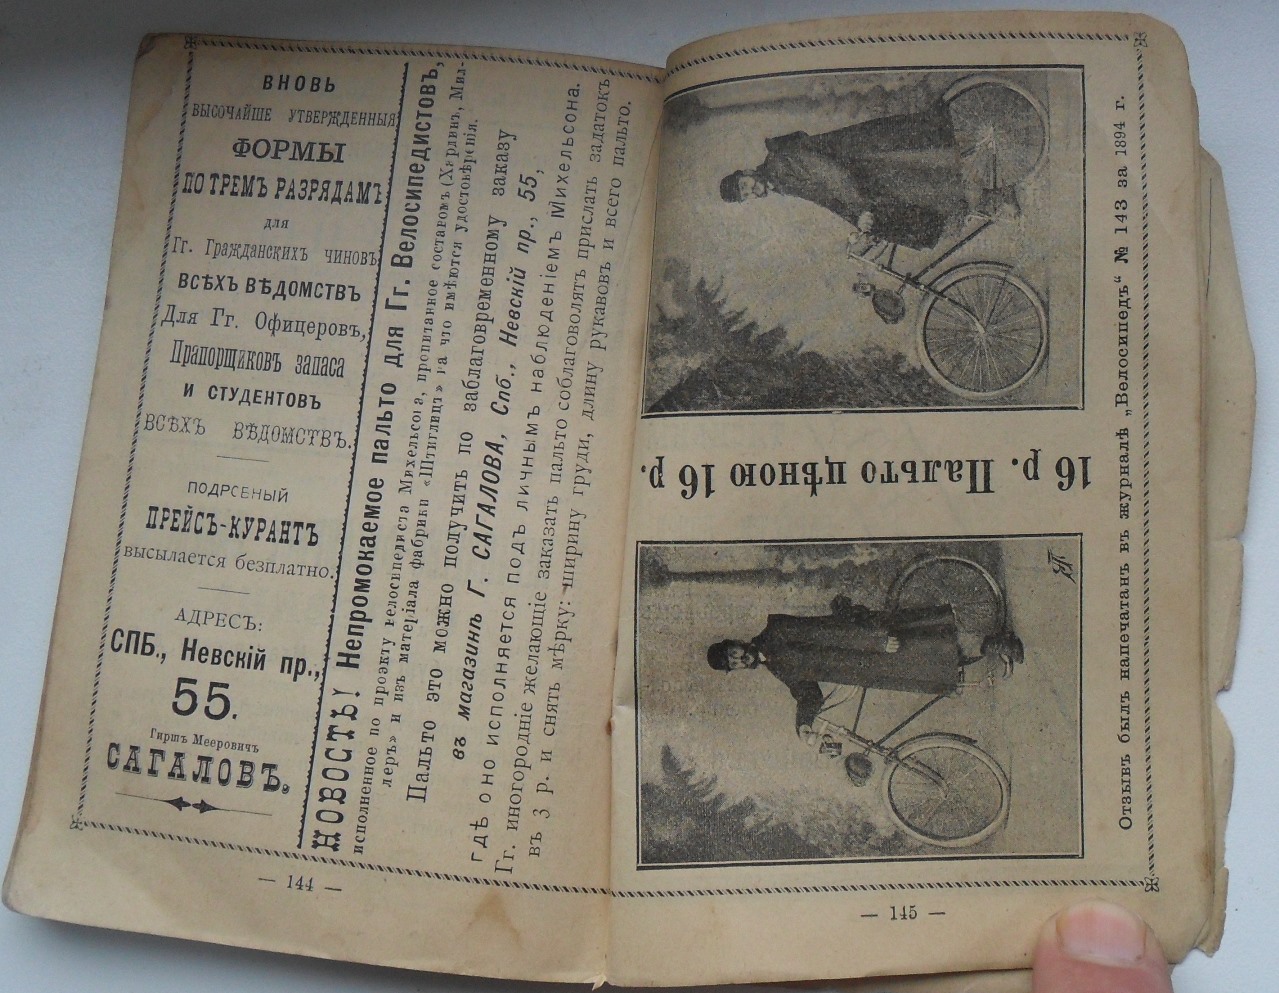 ВНОВЬ
ВЫСОЧАЙШЕ УТВЕРЖДЕННЫЯ
ФОРМЫ
ПО ТРЕМЪ РАЗРЯДАМЪ
для
Гг. Гражданскихъ чиновъ
ВСѢХЪ ВѢДОМСТВЪ
Для Гг. Офицеровъ,
Прапорщиковъ запаса
И СТУДЕНТОВЪ
ВСѢХЪ ВѢДОМСТВЪ.
ПОДРСБНЫЙ
ПРЕЙСЪ-КУРАНТЪ
высылается безплатно.
АДРЕСЪ:
СПБ., Невскій пр.,
55.
Гиршъ Мееровичъ
САГАЛОВЪ.
НОВОСТЬ! Непромокаемое пальто для Гг. Велосипедистовъ,
исполненное по проэкту велосипедиста Михельсона, пропитанное составомъ (Хирлинъ, Мил-
леръ» и изъ матеріала фабрики «Штиглицъ» на что имѣются удостовѣренія.
Пальто это можно получить по заблаговременному заказу
въ магазинъ Г. САГАЛОВА, Спб., Невскій пр., 55,
гдѣ оно исполняется подъ личнымъ наблюденіемъ Михельсона.
Гг. иногородніе желающіе заказать пальто соблаговолятъ прислать задатокъ
въ 3 р. и снять мѣрку: ширину груди, длину рукавовъ и всего пальто.
— 144 —
16 р. Пальто цѣною 16 р.
Отзывъ былъ напечатанъ въ журналѣ „Велосипедъ“ № 143 за 1894 г.
— 145 —